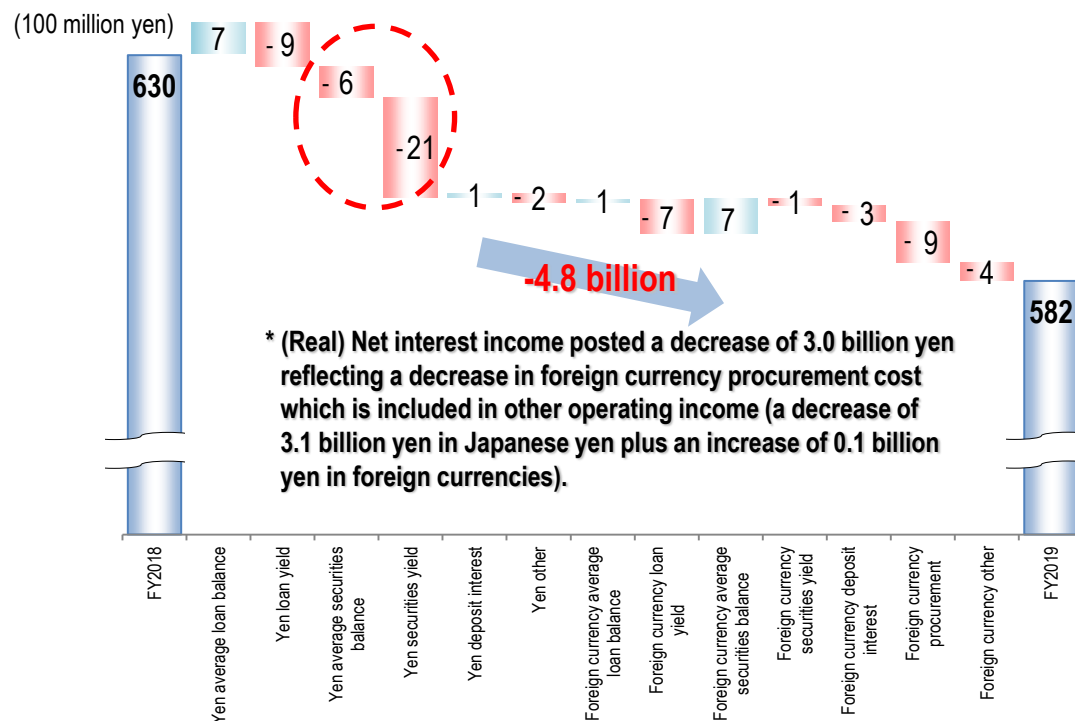 (100 million yen)
630
7
- 9
- 6
-21
1
- 2
1
- 7
7
- 1
- 3
- 9
- 4
582
-4.8 billion
* (Real) Net interest income posted a decrease of 3.0 billion yen
reflecting a decrease in foreign currency procurement cost
which is included in other operating income (a decrease of
3.1 billion yen in Japanese yen plus an increase of 0.1 billion
yen in foreign currencies).
FY2018
Yen average loan balance
Yen loan yield
Yen average securities
balance
Yen securities yield
Yen deposit interest
Yen other
Foreign currency average
loan balance
Foreign currency loan
yield
Foreign currency average
securities balance
Foreign currency
securities yield
Foreign currency deposit
interest
Foreign currency
procurement
Foreign currency other
FY2019